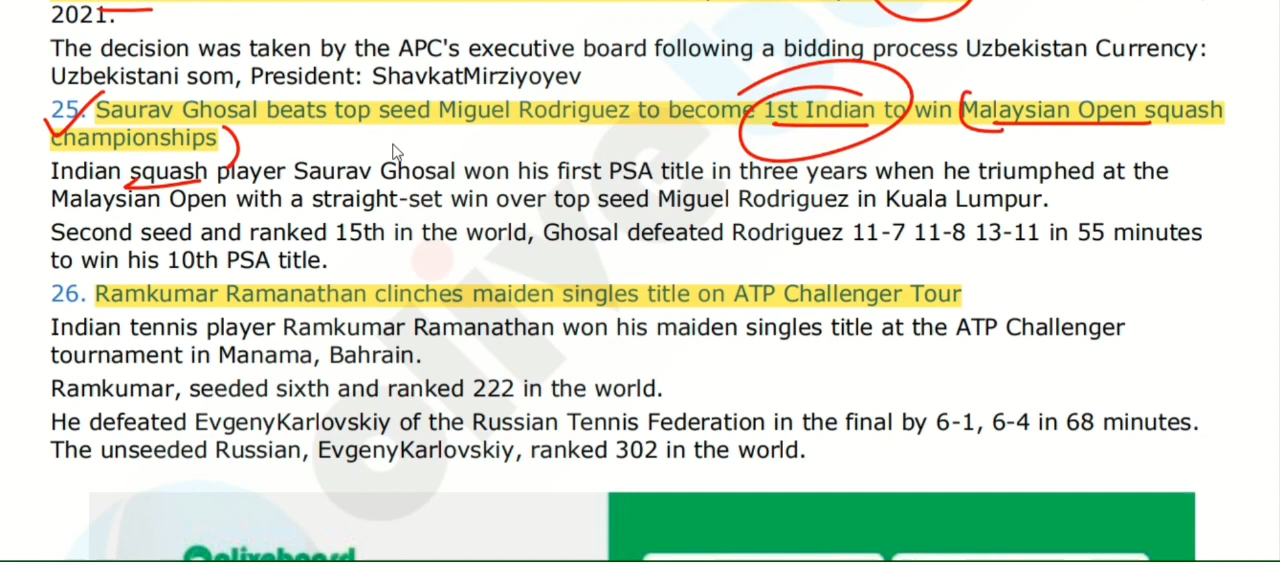 2021.
The decision was taken by the APC's executive board following a bidding process Uzbekistan Currency:
Uzbekistani som, President: ShavkatMirziyoyev
25. Saurav Ghosal beats top seed Miguel Rodriguez to become 1st Indian to win Malaysian Open squash
championships
Indian squash player Saurav Ghosal won his first PSA title in three years when he triumphed at the
Malaysian Open with a straight-set win over top seed Miguel Rodriguez in Kuala Lumpur.
Second seed and ranked 15th in the world, Ghosal defeated Rodriguez 11-7 11-8 13-11 in 55 minutes
to win his 10th PSA title.
26. Ramkumar Ramanathan clinches maiden singles title on ATP Challenger Tour
Indian tennis player Ramkumar Ramanathan won his maiden singles title at the ATP Challenger
tournament in Manama, Bahrain.
Ramkumar, seeded sixth and ranked 222 in the world.
He defeated EvgenyKarlovskiy of the Russian Tennis Federation in the final by 6-1, 6-4 in 68 minutes.
The unseeded Russian, EvgenyKarlovskiy, ranked 302 in the world.